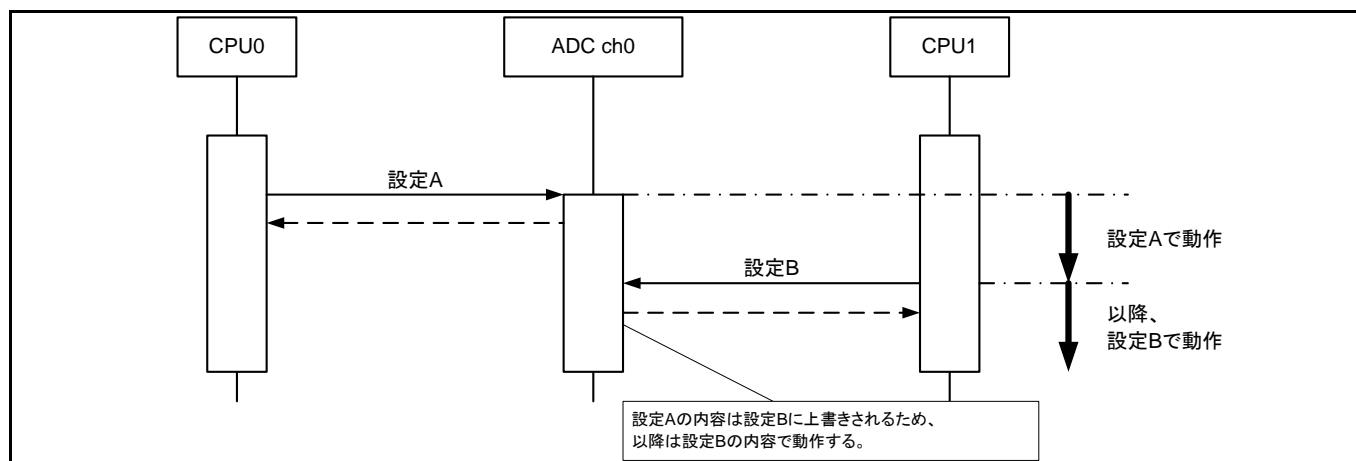 CPU0
ADC ch0
CPU1
設定A
設定Aで動作
設定B
以降、
設定Bで動作
設定Aの内容は設定Bに上書きされるため、
以降は設定Bの内容で動作する。